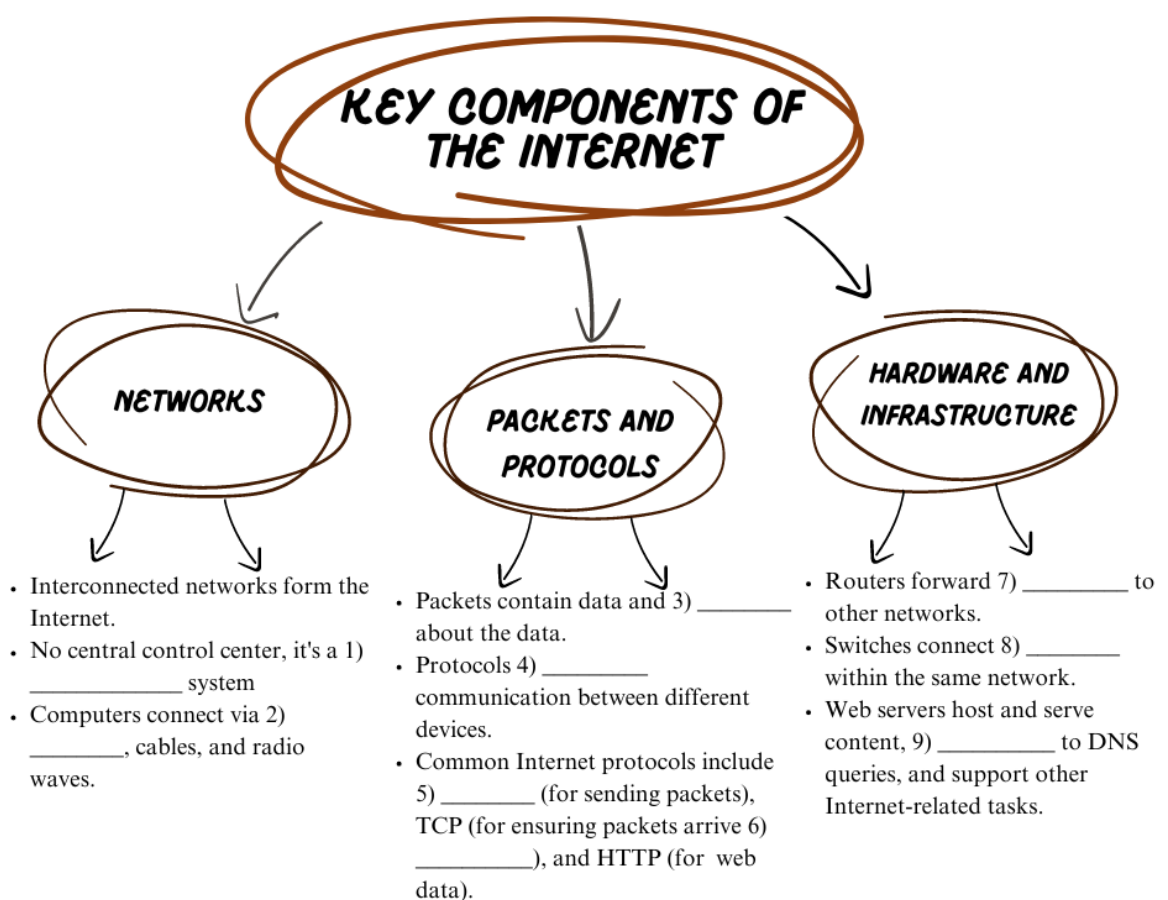 KEY COMPONENTS OF
THE INTERNET
NETWORKS
• Interconnected networks form the
Internet.
• No central control center, it's a 1)
_____________ system
• Computers connect via 2)
________, cables, and radio
waves.
PACKETS AND
PROTOCOLS
• Packets contain data and 3) ________
about the data.
• Protocols 4) _________
communication between different
devices.
• Common Internet protocols include
5) ________ (for sending packets),
TCP (for ensuring packets arrive 6)
__________), and HTTP (for web
data).
HARDWARE AND
INFRASTRUCTURE
• Routers forward 7) _________ to
other networks.
• Switches connect 8) ________
within the same network.
• Web servers host and serve
content, 9) __________ to DNS
queries, and support other
Internet-related tasks.